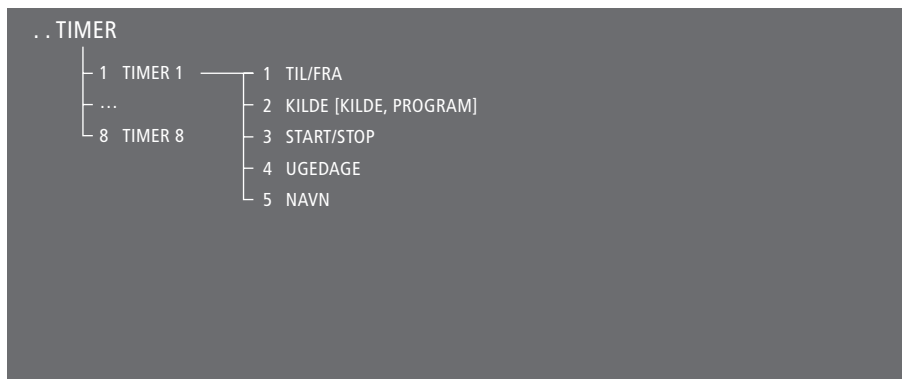 . . TIMER
1 TIMER 1
1 TIL/FRA
...
2 KILDE [KILDE, PROGRAM]
8 TIMER 8
3 START/STOP
4 UGEDAGE
5 NAVN